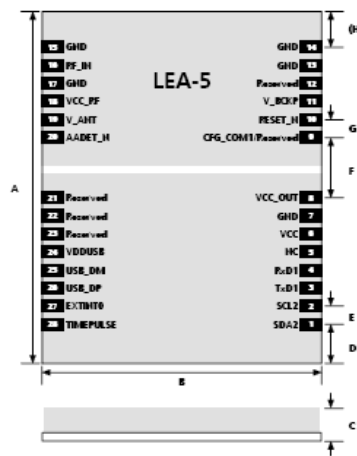 (H
15 GND GND 14
16 RF_IN GND 13
17 GND LEA-5 Reserved 12
18 VCC_RF V_BCKP 11
19 V_ANT RESET_N 10
20 AADET_N CFG_COM1/Reserved 9
G
F
A
21 Reserved VCC_OUT 8
22 Reserved GND 7
23 Reserved VCC 6
24 VDDUSB NC 5
25 USB_DM RxD1 4
26 USB_DP TxD1 3
27 EXTINT0 SCL2 2
28 TIMEPULSE SDA2 1
E
D
B
C